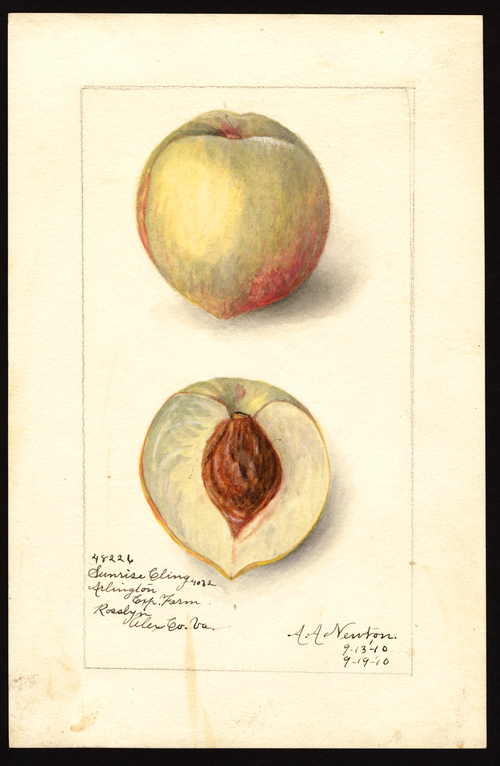 48226
Sunrise Cling 4032
Arlington
Exp. Farm
Rosslyn
Alex Co. Va.
A. A. Newton.
9-13-10
9-19-10